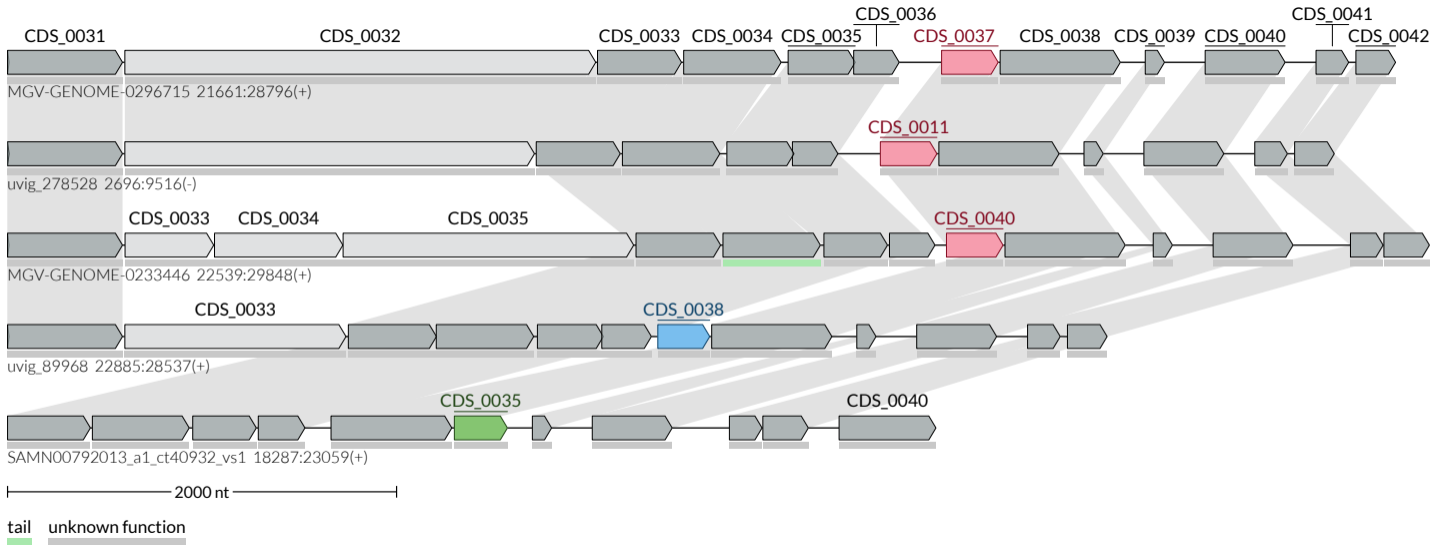 CDS_0036 CDS_0041
CDS_0031 CDS_0032 CDS_0033 CDS_0034 CDS_0035 CDS_0037 CDS_0038 CDS_0039 CDS_0040 CDS_0042
MGV-GENOME-0296715 21661:28796(+)
CDS_0011
uvig_278528 2696:9516(-)
CDS_0033 CDS_0034 CDS_0035 CDS_0040
MGV-GENOME-0233446 22539:29848(+)
CDS_0033 CDS_0038
uvig_89968 22885:28537(+)
CDS_0035 CDS_0040
SAMN00792013_a1_ct40932_vs1 18287:23059(+)
2000 nt
tail unknown function